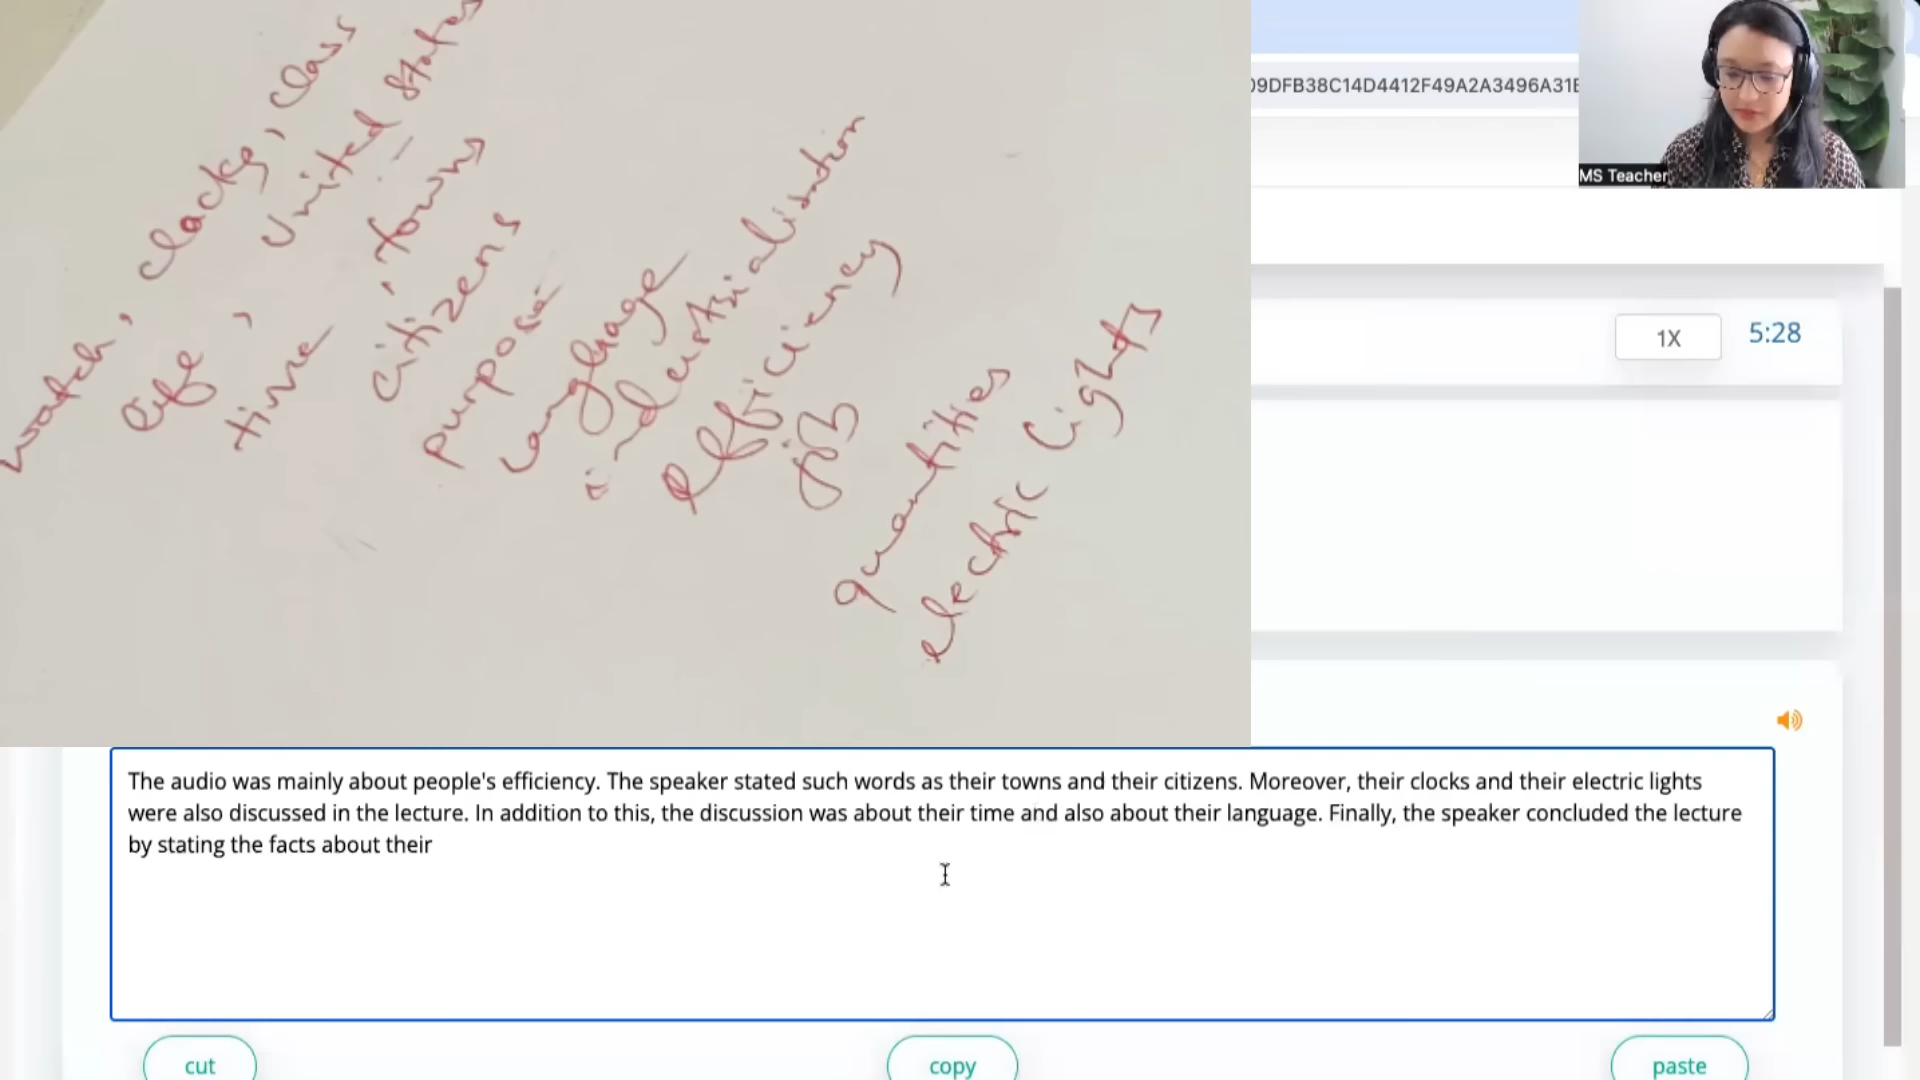 watch, clocks, class
life, United States
time
citizens, towns
purpose
language
industrialisation
efficiency
job
quantities
electric lights
09DFB38C14D4412F49A2A3496A31E
MS Teacher
1X
5:28
The audio was mainly about people's efficiency. The speaker stated such words as their towns and their citizens. Moreover, their clocks and their electric lights
were also discussed in the lecture. In addition to this, the discussion was about their time and also about their language. Finally, the speaker concluded the lecture
by stating the facts about their
cut
copy
paste